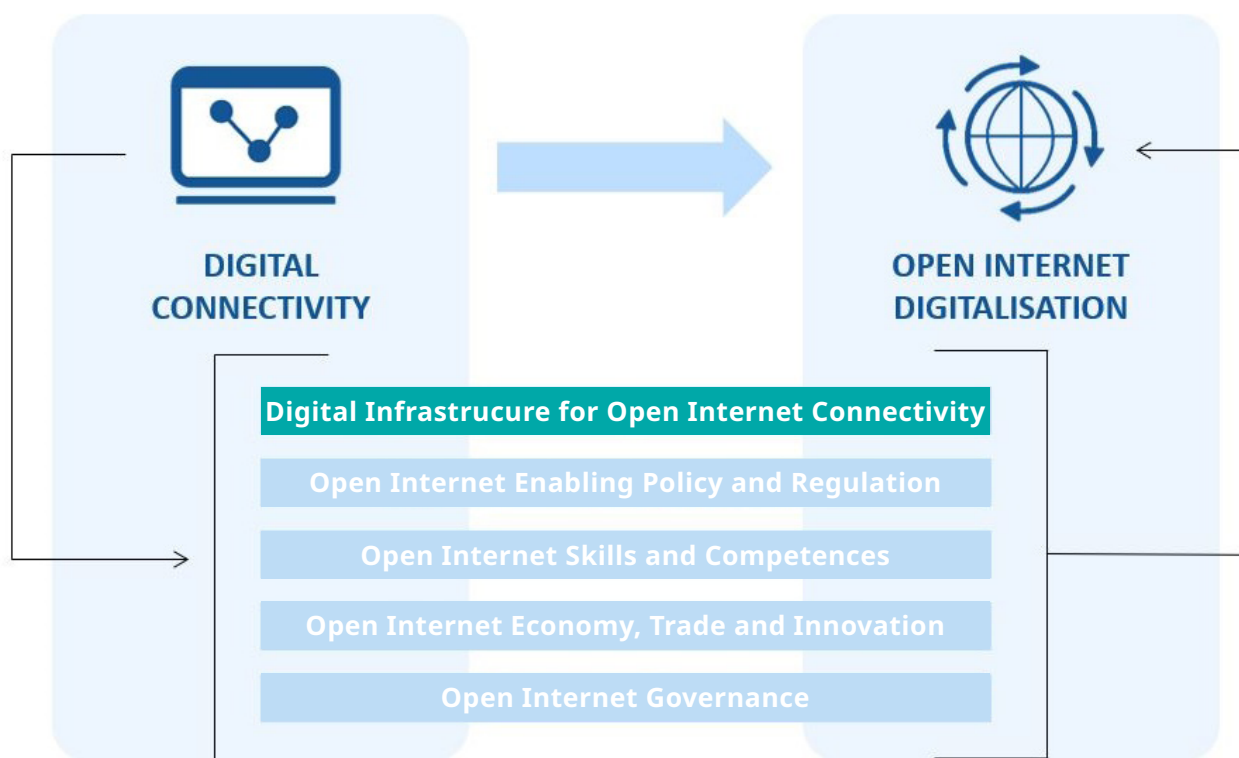 DIGITAL
CONNECTIVITY
OPEN INTERNET
DIGITALISATION
Digital Infrastrucure for Open Internet Connectivity
Open Internet Enabling Policy and Regulation
Open Internet Skills and Competences
Open Internet Economy, Trade and Innovation
Open Internet Governance